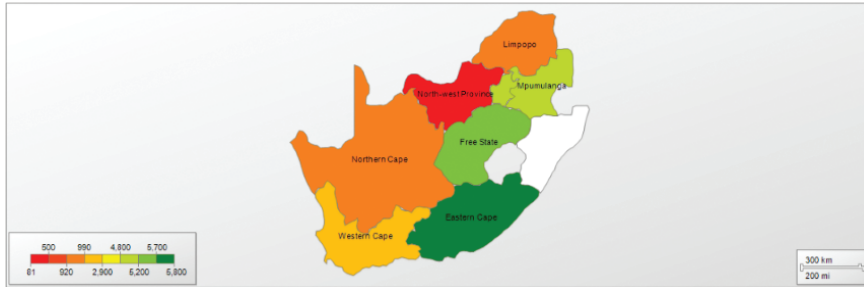 Limpopo
Mpumulanga
North-west Province
Free State
Northern Cape
Eastern Cape
Western Cape
500 990 4,800 5,700
81 920 2,900 5,200 5,800
300 km
200 mi